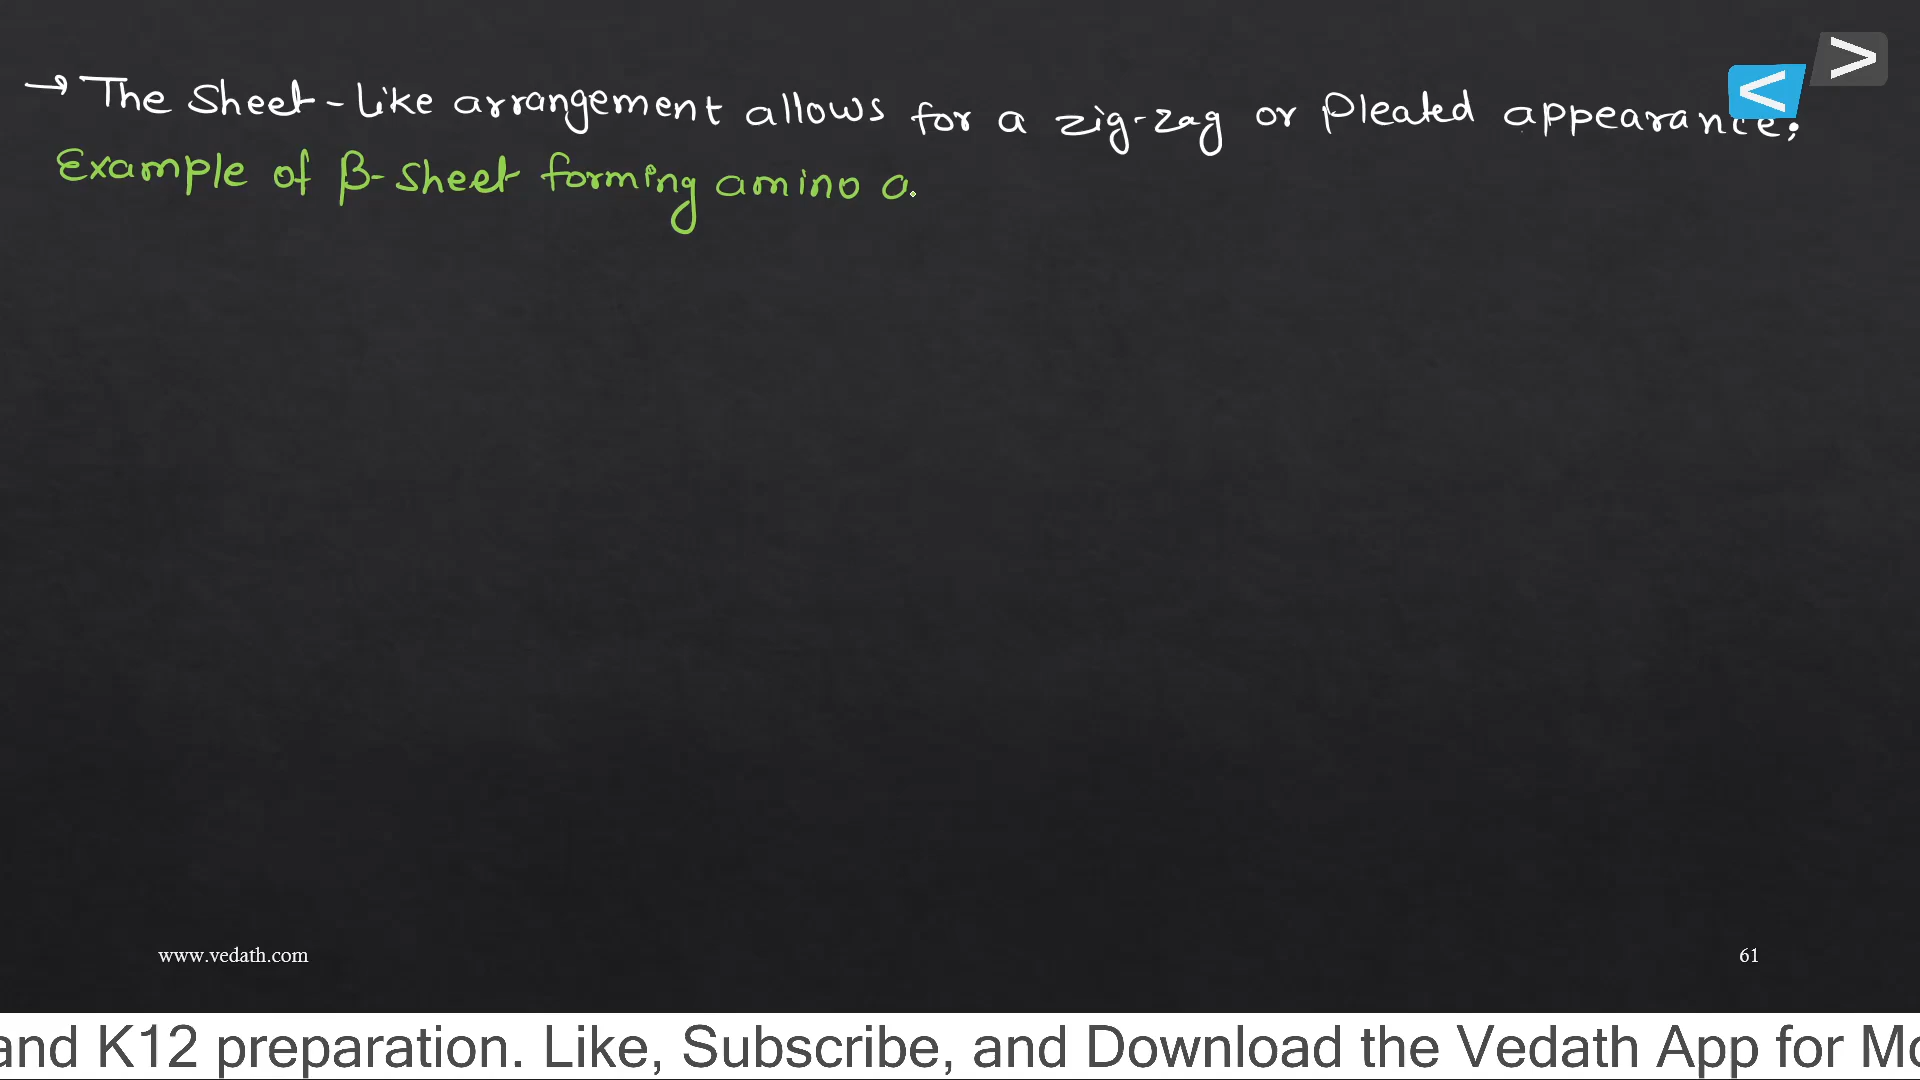 → The Sheet-like arrangement allows for a zig-zag or Pleated appearance.
Example of β-sheet forming amino a
www.vedath.com
61
and K12 preparation. Like, Subscribe, and Download the Vedath App for Mo